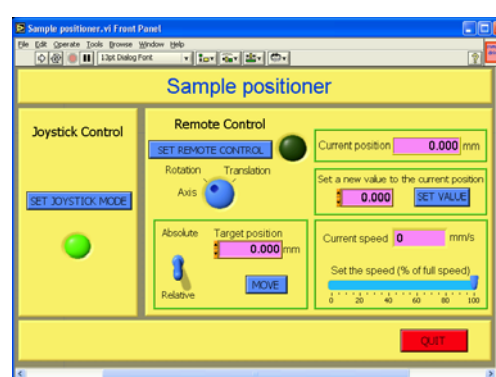 Sample positioner.vi Front Panel
File Edit Operate Tools Browse Window Help
13pt Dialog Font
Sample positioner
Joystick Control
SET JOYSTICK MODE
Remote Control
SET REMOTE CONTROL
Rotation Translation
Axis
Absolute
Relative
Target position
0.000 mm
MOVE
Current position 0.000 mm
Set a new value to the current position
0.000 SET VALUE
Current speed 0 mm/s
Set the speed (% of full speed)
0 20 40 60 80 100
QUIT